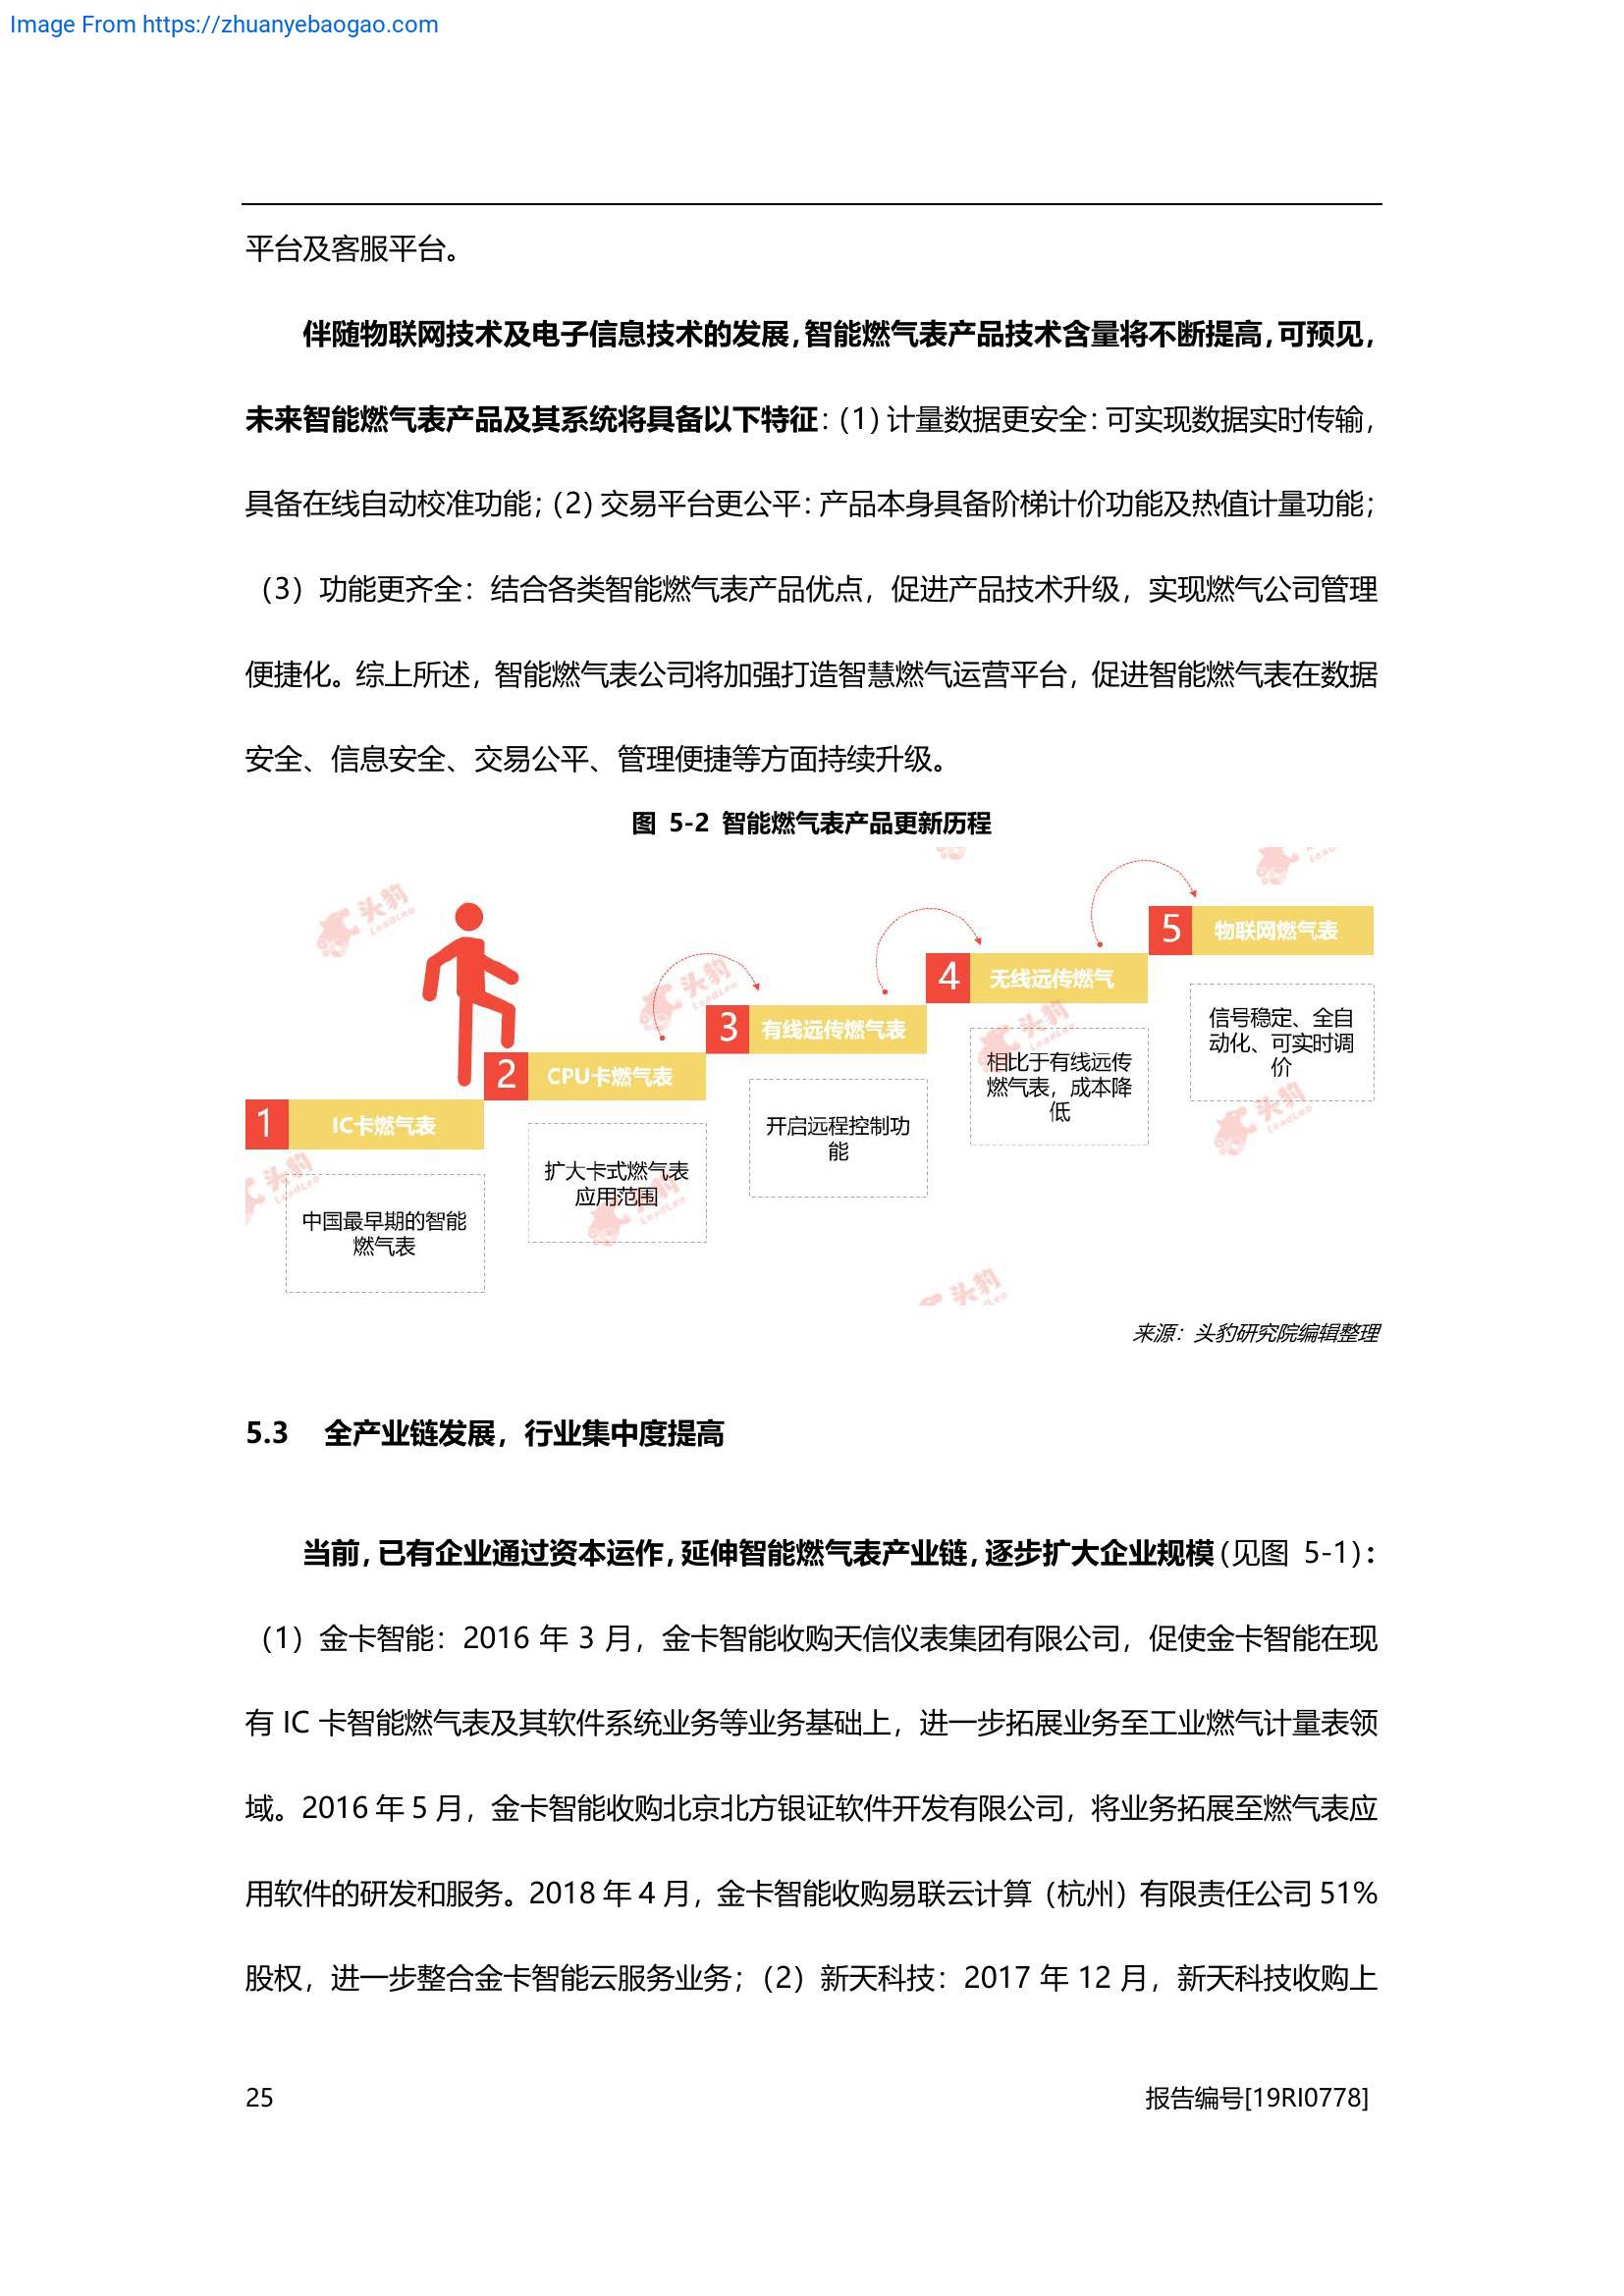 Image From https://zhuanyebaogao.com
平台及客服平台。
伴随物联网技术及电子信息技术的发展，智能燃气表产品技术含量将不断提高，可预见，
未来智能燃气表产品及其系统将具备以下特征：（1）计量数据更安全：可实现数据实时传输，
具备在线自动校准功能；（2）交易平台更公平：产品本身具备阶梯计价功能及热值计量功能；
（3）功能更齐全：结合各类智能燃气表产品优点，促进产品技术升级，实现燃气公司管理
便捷化。综上所述，智能燃气表公司将加强打造智慧燃气运营平台，促进智能燃气表在数据
安全、信息安全、交易公平、管理便捷等方面持续升级。
图 5-2 智能燃气表产品更新历程
1 IC卡燃气表
中国最早期的智能
燃气表
2 CPU卡燃气表
扩大卡式燃气表
应用范围
3 有线远传燃气表
开启远程控制功
能
4 无线远传燃气
相比于有线远传
燃气表，成本降
低
5 物联网燃气表
信号稳定、全自
动化、可实时调
价
头豹
LeadLeo
来源：头豹研究院编辑整理
5.3 全产业链发展，行业集中度提高
当前，已有企业通过资本运作，延伸智能燃气表产业链，逐步扩大企业规模（见图 5-1）：
（1）金卡智能：2016 年 3 月，金卡智能收购天信仪表集团有限公司，促使金卡智能在现
有 IC 卡智能燃气表及其软件系统业务等业务基础上，进一步拓展业务至工业燃气计量表领
域。2016 年 5 月，金卡智能收购北京北方银证软件开发有限公司，将业务拓展至燃气表应
用软件的研发和服务。2018 年 4 月，金卡智能收购易联云计算（杭州）有限责任公司 51%
股权，进一步整合金卡智能云服务业务；（2）新天科技：2017 年 12 月，新天科技收购上
25
报告编号[19RI0778]